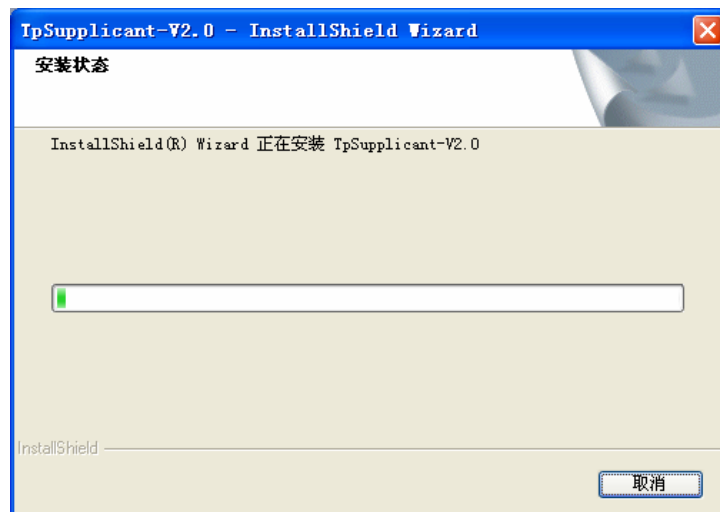 TpSupplicant-V2.0 - InstallShield Wizard
安装状态
InstallShield(R) Wizard 正在安装 TpSupplicant-V2.0
InstallShield
取消